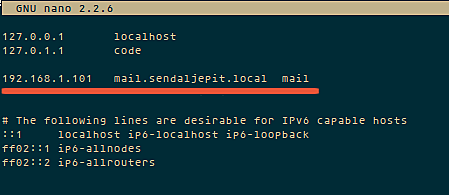 GNU nano 2.2.6
127.0.0.1 localhost
127.0.1.1 code
192.168.1.101 mail.sendaljepit.local mail
# The following lines are desirable for IPv6 capable hosts
::1 localhost ip6-localhost ip6-loopback
ff02::1 ip6-allnodes
ff02::2 ip6-allrouters